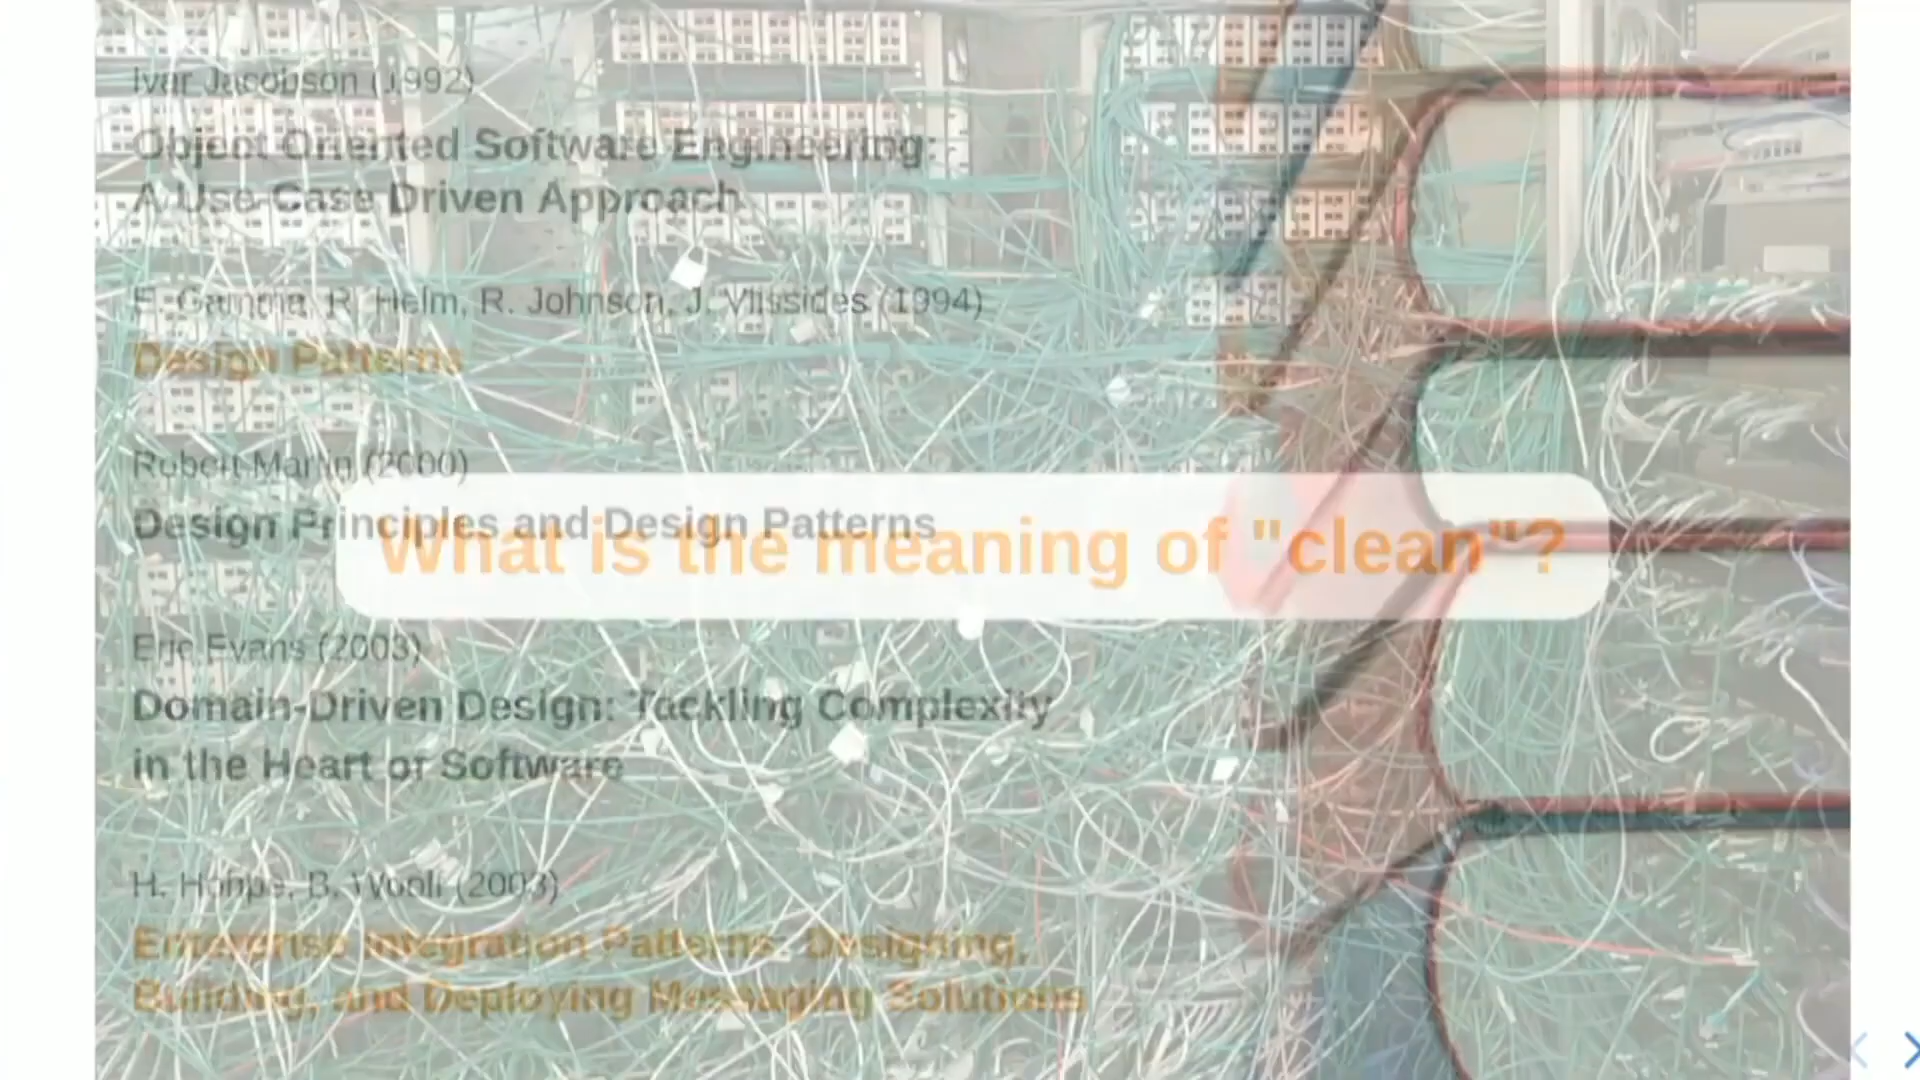 Ivar Jacobson (1992)
Object Oriented Software Engineering:
A Use Case Driven Approach
E. Gamma, R. Helm, R. Johnson, J. Vlissides (1994)
Design Patterns
Robert Martin (2000)
Design Principles and Design Patterns
What is the meaning of "clean"?
Eric Evans (2003)
Domain-Driven Design: Tackling Complexity
in the Heart of Software
H. Hohpe, B. Woolf (2003)
Enterprise Integration Patterns: Designing,
Building, and Deploying Messaging Solutions